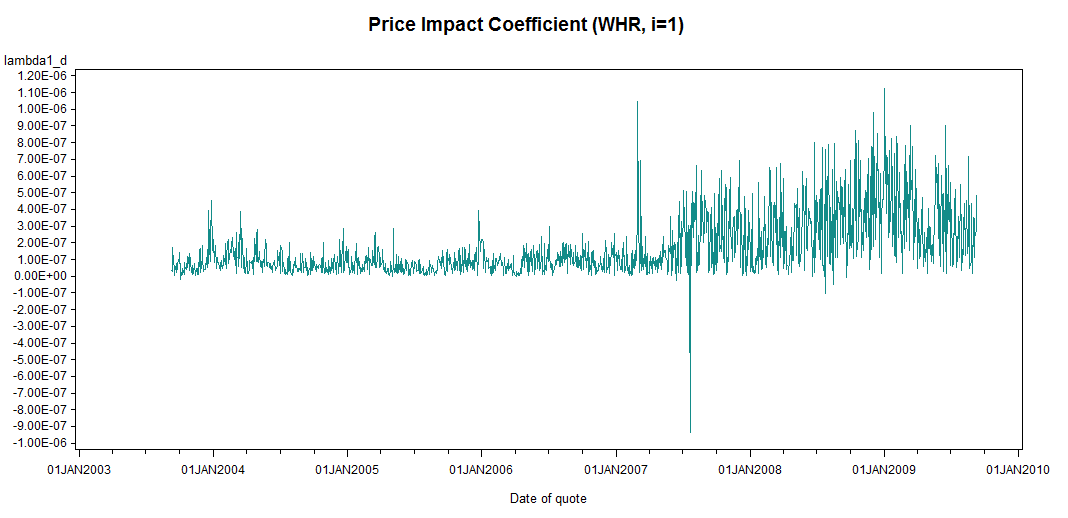 Price Impact Coefficient (WHR, i=1)
lambda1_d
1.20E-06
1.10E-06
1.00E-06
9.00E-07
8.00E-07
7.00E-07
6.00E-07
5.00E-07
4.00E-07
3.00E-07
2.00E-07
1.00E-07
0.00E+00
-1.00E-07
-2.00E-07
-3.00E-07
-4.00E-07
-5.00E-07
-6.00E-07
-7.00E-07
-8.00E-07
-9.00E-07
-1.00E-06
01JAN2003 01JAN2004 01JAN2005 01JAN2006 01JAN2007 01JAN2008 01JAN2009 01JAN2010
Date of quote